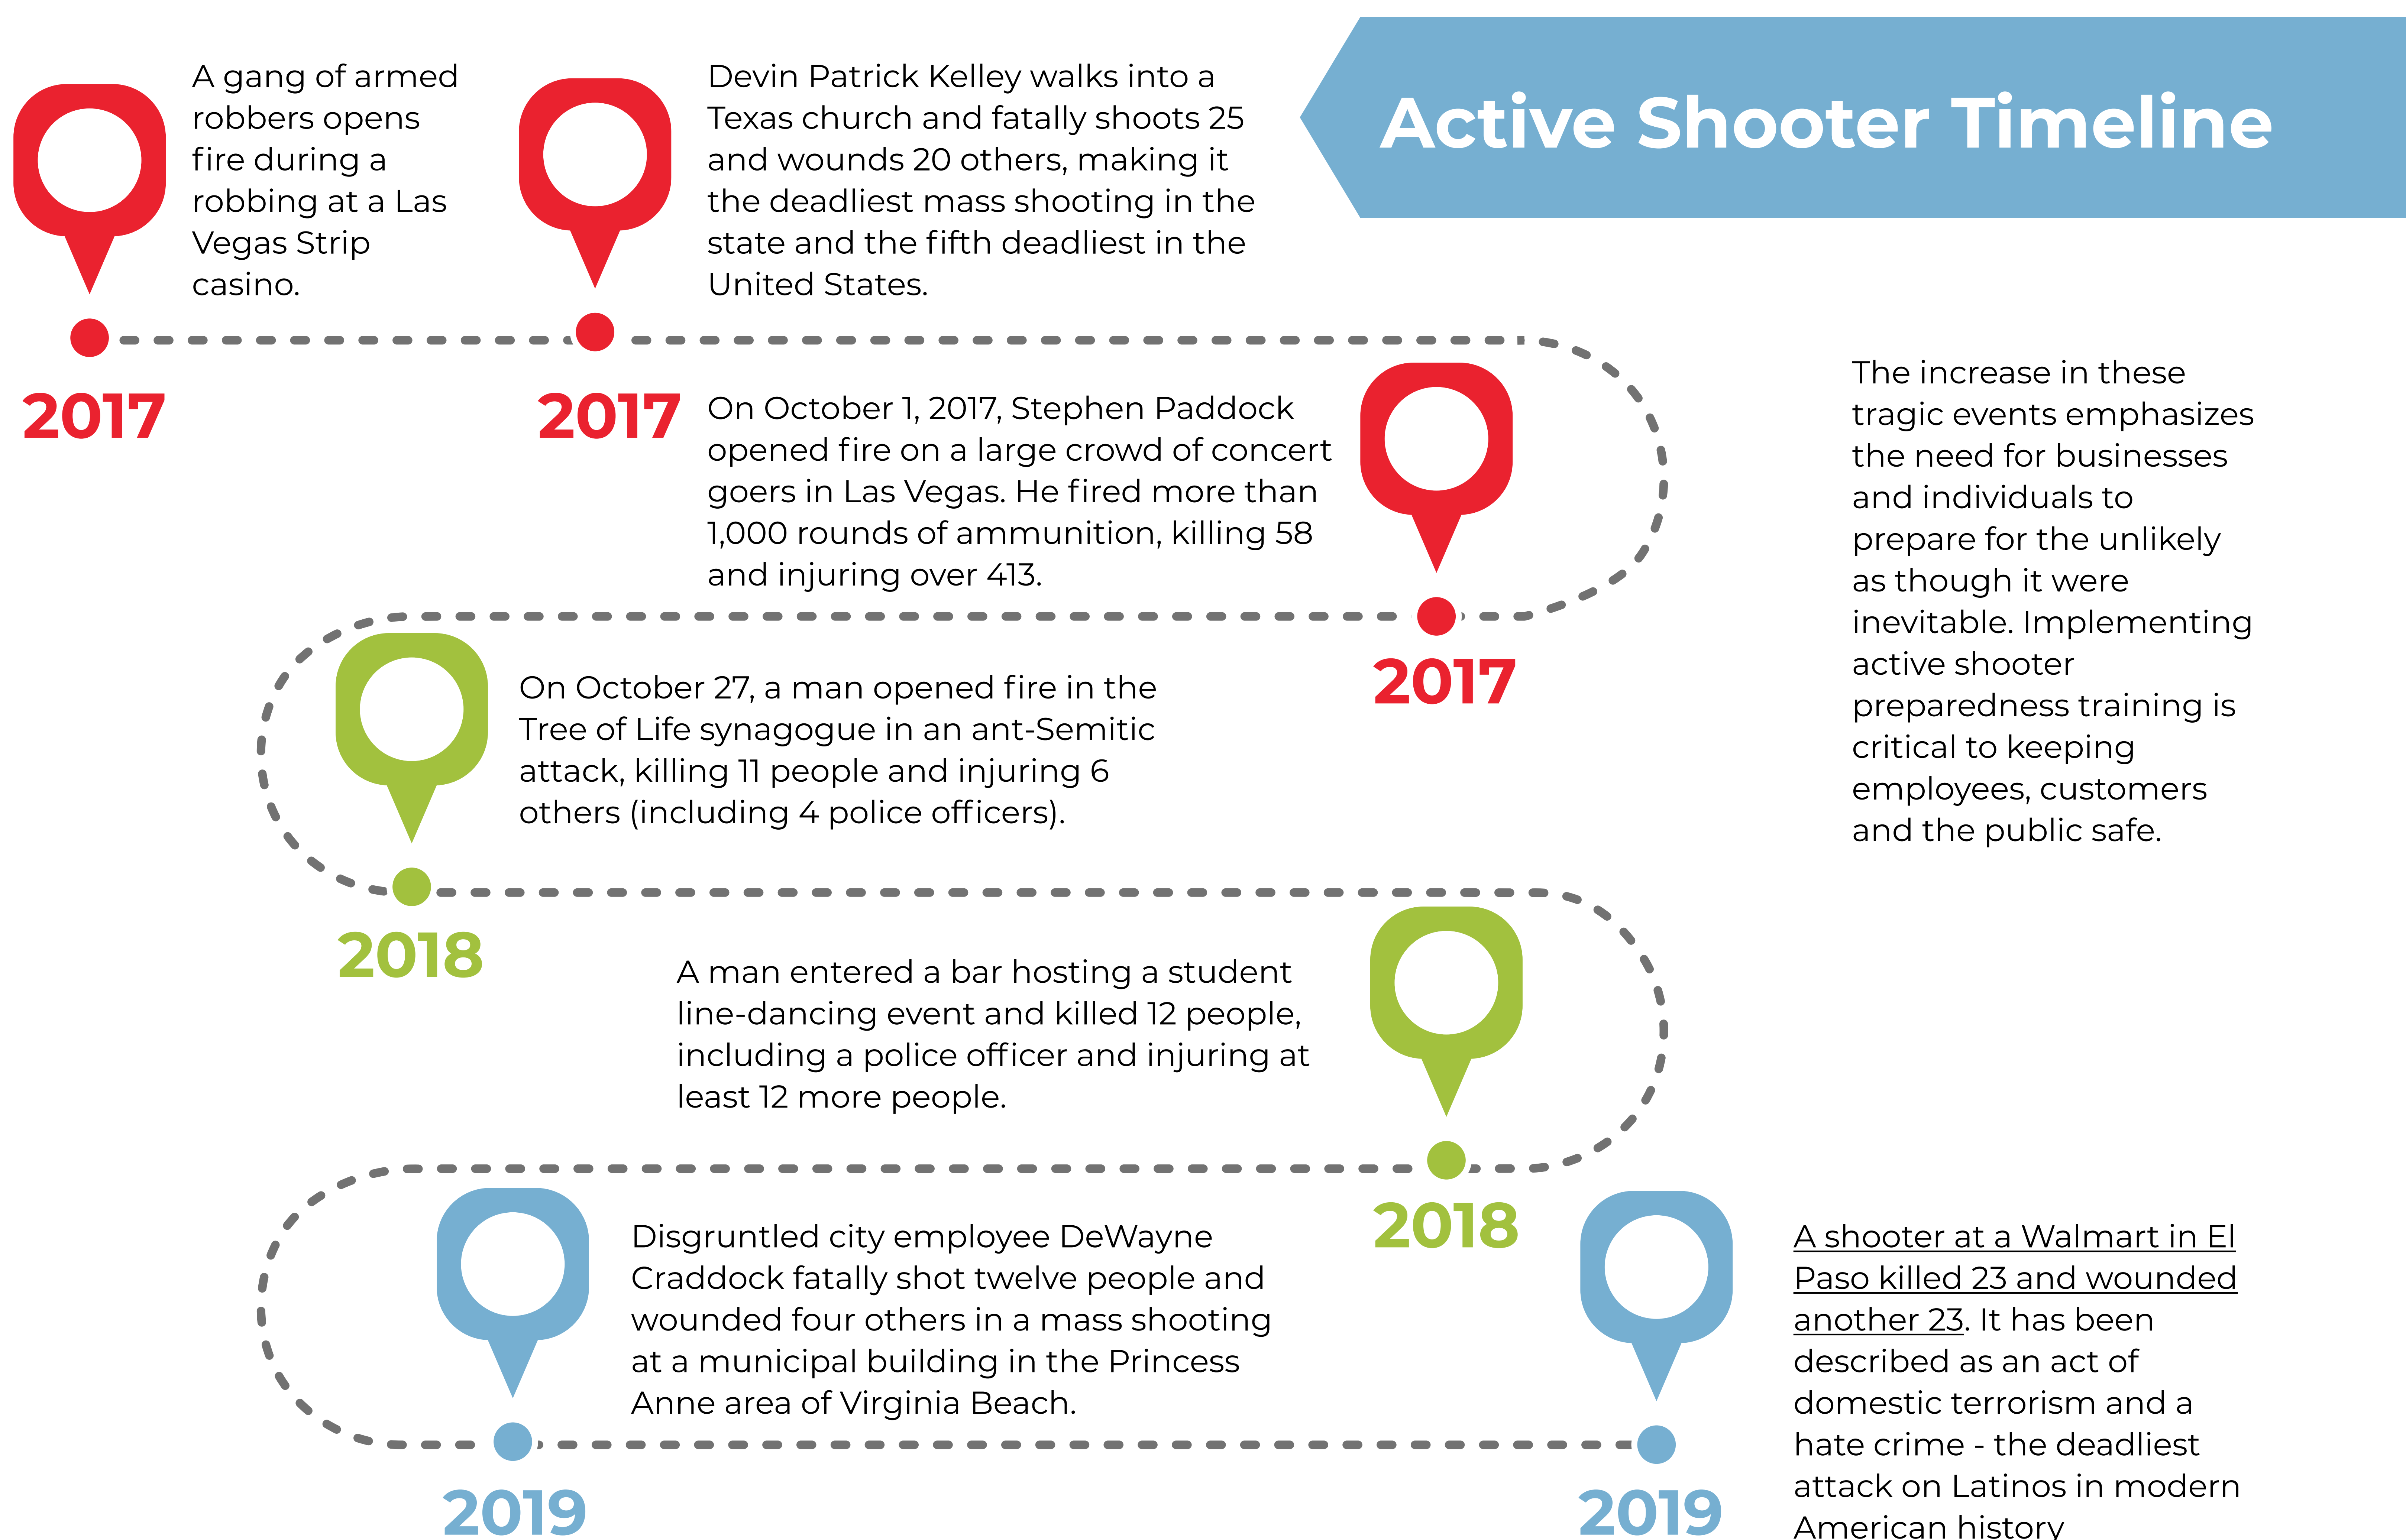 Active Shooter Timeline
A gang of armed
robbers opens
fire during a
robbing at a Las
Vegas Strip
casino.
2017
Devin Patrick Kelley walks into a
Texas church and fatally shoots 25
and wounds 20 others, making it
the deadliest mass shooting in the
state and the fifth deadliest in the
United States.
2017
On October 1, 2017, Stephen Paddock
opened fire on a large crowd of concert
goers in Las Vegas. He fired more than
1,000 rounds of ammunition, killing 58
and injuring over 413.
2017
The increase in these
tragic events emphasizes
the need for businesses
and individuals to
prepare for the unlikely
as though it were
inevitable. Implementing
active shooter
preparedness training is
critical to keeping
employees, customers
and the public safe.
On October 27, a man opened fire in the
Tree of Life synagogue in an ant-Semitic
attack, killing 11 people and injuring 6
others (including 4 police officers).
2018
A man entered a bar hosting a student
line-dancing event and killed 12 people,
including a police officer and injuring at
least 12 more people.
2018
Disgruntled city employee DeWayne
Craddock fatally shot twelve people and
wounded four others in a mass shooting
at a municipal building in the Princess
Anne area of Virginia Beach.
2019
A shooter at a Walmart in El
Paso killed 23 and wounded
another 23. It has been
described as an act of
domestic terrorism and a
hate crime - the deadliest
attack on Latinos in modern
American history
2019